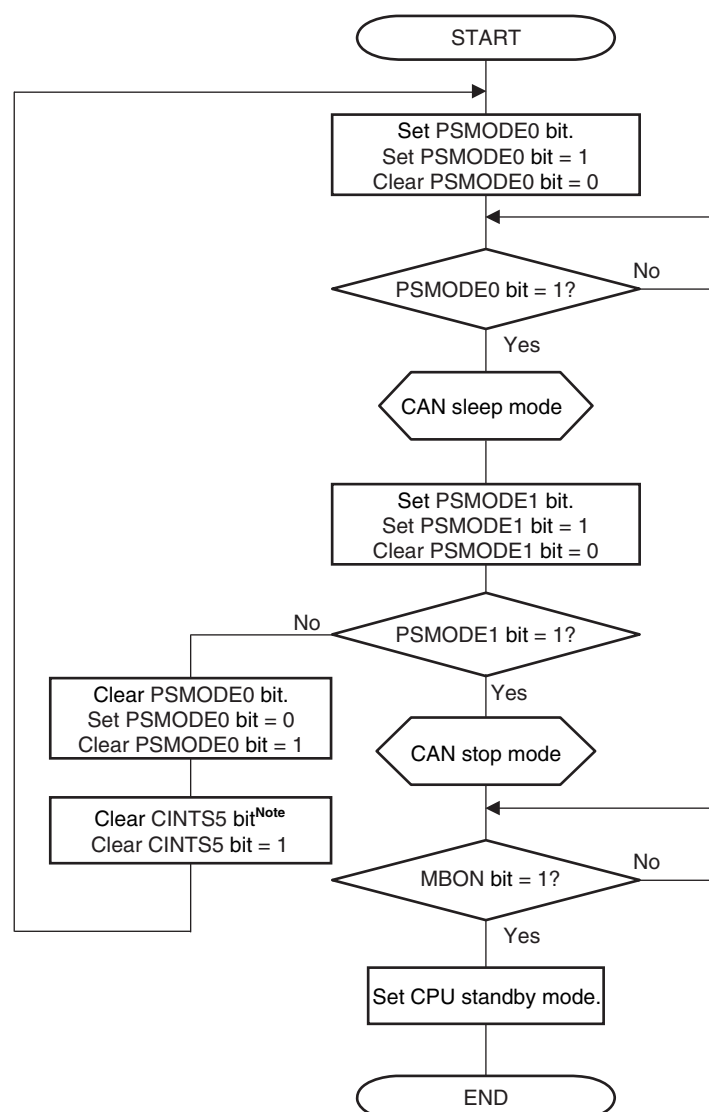 START
Set PSMODE0 bit.
Set PSMODE0 bit = 1
Clear PSMODE0 bit = 0
PSMODE0 bit = 1?
No
Yes
CAN sleep mode
Set PSMODE1 bit.
Set PSMODE1 bit = 1
Clear PSMODE1 bit = 0
PSMODE1 bit = 1?
No
Yes
Clear PSMODE0 bit.
Set PSMODE0 bit = 0
Clear PSMODE0 bit = 1
Clear CINTS5 bitNote
Clear CINTS5 bit = 1
CAN stop mode
MBON bit = 1?
No
Yes
Set CPU standby mode.
END